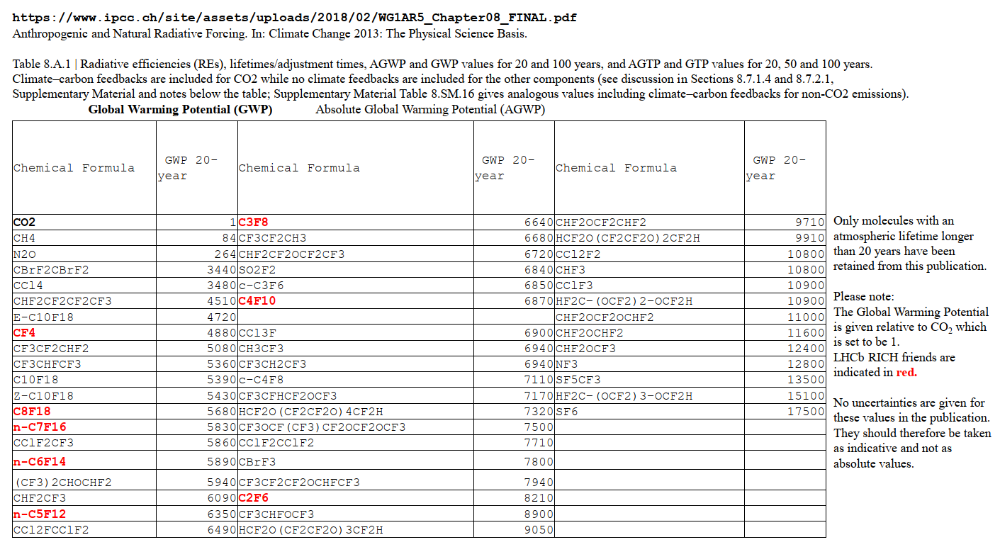 https://www.ipcc.ch/site/assets/uploads/2018/02/WG1AR5_Chapter08_FINAL.pdf
Anthropogenic and Natural Radiative Forcing. In: Climate Change 2013: The Physical Science Basis.
Table 8.A.1 | Radiative efficiencies (REs), lifetimes/adjustment times, AGWP and GWP values for 20 and 100 years, and AGTP and GTP values for 20, 50 and 100 years.
Climate–carbon feedbacks are included for CO2 while no climate feedbacks are included for the other components (see discussion in Sections 8.7.1.4 and 8.7.2.1,
Supplementary Material and notes below the table; Supplementary Material Table 8.SM.16 gives analogous values including climate–carbon feedbacks for non-CO2 emissions).
Global Warming Potential (GWP) Absolute Global Warming Potential (AGWP)
Chemical Formula GWP 20-year Chemical Formula GWP 20-year Chemical Formula GWP 20-year
CO2 1 C3F8 6640 CHF2OCF2CHF2 9710
CH4 84 CF3CF2CH3 6680 HCF2O(CF2CF2O)2CF2H 9910
N2O 264 CHF2CF2OCF2CF3 6720 CCl2F2 10800
CBrF2CBrF2 3440 SO2F2 6840 CHF3 10800
CCl4 3480 c-C3F6 6850 CClF3 10900
CHF2CF2CF2CF3 4510 C4F10 6870 HF2C-(OCF2)2-OCF2H 10900
E-C10F18 4720 CHF2OCF2OCHF2 11000
CF4 4880 CCl3F 6900 CHF2OCHF2 11600
CF3CF2CHF2 5080 CH3CF3 6940 CHF2OCF3 12400
CF3CHFCF3 5360 CF3CH2CF3 6940 NF3 12800
C10F18 5390 c-C4F8 7110 SF5CF3 13500
Z-C10F18 5430 CF3CFHCF2OCF3 7170 HF2C-(OCF2)3-OCF2H 15100
C8F18 5680 HCF2O(CF2CF2O)4CF2H 7320 SF6 17500
n-C7F16 5830 CF3OCF(CF3)CF2OCF2OCF3 7500
CClF2CF3 5860 CClF2CClF2 7710
n-C6F14 5890 CBrF3 7800
(CF3)2CHOCHF2 5940 CF3CF2CF2OCHFCF3 7940
CHF2CF3 6090 C2F6 8210
n-C5F12 6350 CF3CHFOCF3 8900
CCl2FCClF2 6490 HCF2O(CF2CF2O)3CF2H 9050
Only molecules with an
atmospheric lifetime longer
than 20 years have been
retained from this publication.
Please note:
The Global Warming Potential
is given relative to CO₂ which
is set to be 1.
LHCb RICH friends are
indicated in red.
No uncertainties are given for
these values in the publication.
They should therefore be taken
as indicative and not as
absolute values.